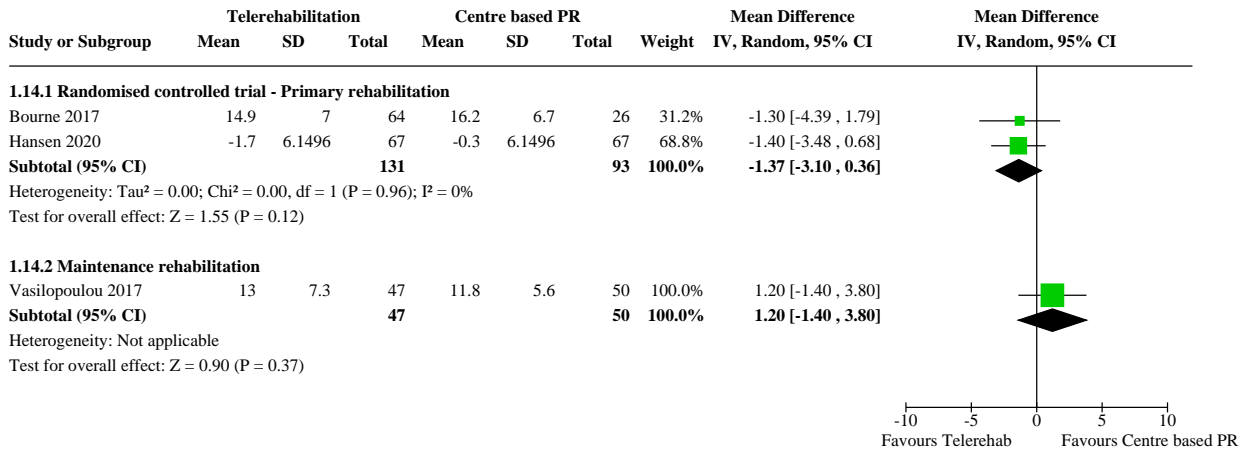 Telerehabilitation Centre based PR Mean Difference Mean Difference
Study or Subgroup Mean SD Total Mean SD Total Weight IV, Random, 95% CI IV, Random, 95% CI
1.14.1 Randomised controlled trial - Primary rehabilitation
Bourne 2017 14.9 7 64 16.2 6.7 26 31.2% -1.30 [-4.39 , 1.79]
Hansen 2020 -1.7 6.1496 67 -0.3 6.1496 67 68.8% -1.40 [-3.48 , 0.68]
Subtotal (95% CI) 131 93 100.0% -1.37 [-3.10 , 0.36]
Heterogeneity: Tau² = 0.00; Chi² = 0.00, df = 1 (P = 0.96); I² = 0%
Test for overall effect: Z = 1.55 (P = 0.12)
1.14.2 Maintenance rehabilitation
Vasilopoulou 2017 13 7.3 47 11.8 5.6 50 100.0% 1.20 [-1.40 , 3.80]
Subtotal (95% CI) 47 50 100.0% 1.20 [-1.40 , 3.80]
Heterogeneity: Not applicable
Test for overall effect: Z = 0.90 (P = 0.37)
-10 -5 0 5 10
Favours Telerehab Favours Centre based PR